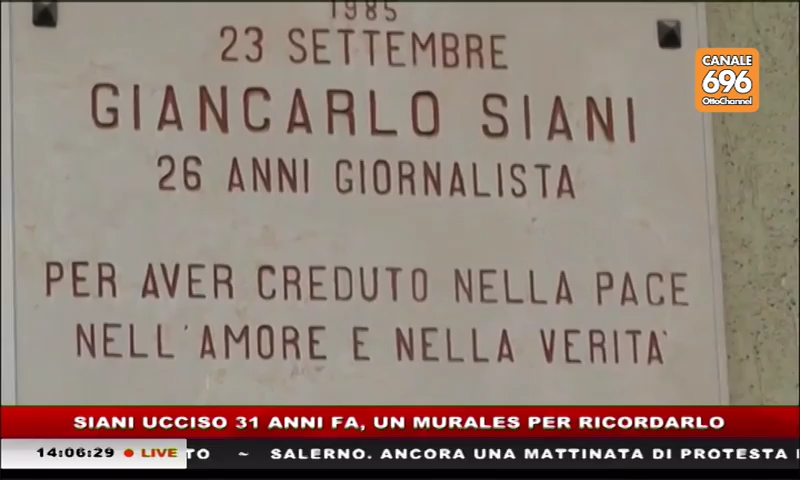 1985
23 SETTEMBRE
GIANCARLO SIANI
26 ANNI GIORNALISTA
PER AVER CREDUTO NELLA PACE
NELL'AMORE E NELLA VERITA'
CANALE
696
OttoChannel
SIANI UCCISO 31 ANNI FA, UN MURALES PER RICORDARLO
14:06:29 ● LIVE TO ~ SALERNO. ANCORA UNA MATTINATA DI PROTESTA